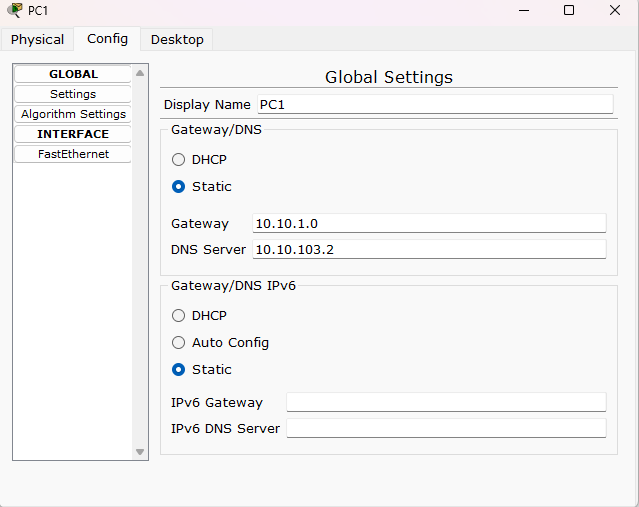 PC1
Physical Config Desktop
GLOBAL
Settings
Algorithm Settings
INTERFACE
FastEthernet
Global Settings
Display Name PC1
Gateway/DNS
DHCP
Static
Gateway 10.10.1.0
DNS Server 10.10.103.2
Gateway/DNS IPv6
DHCP
Auto Config
Static
IPv6 Gateway
IPv6 DNS Server